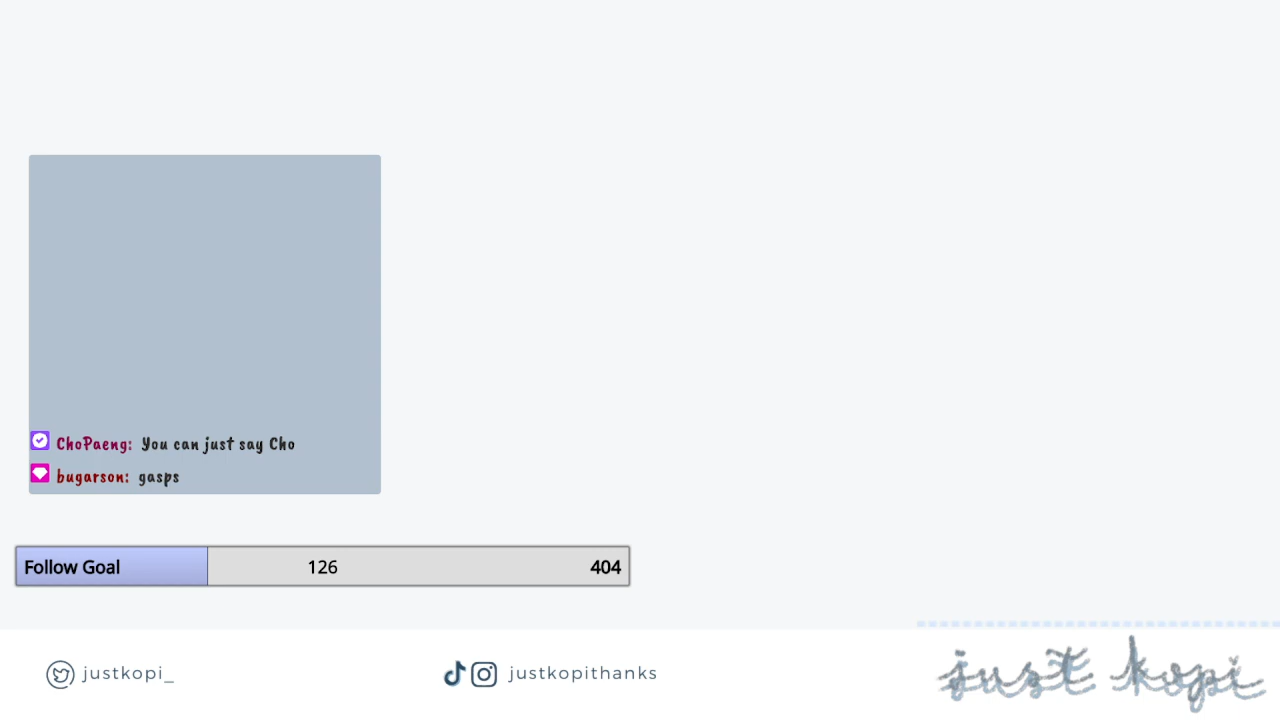 ChoPaeng: You can just say Cho
bugarson: gasps
Follow Goal 126 404
justkopi_ justkopithanks just kopi